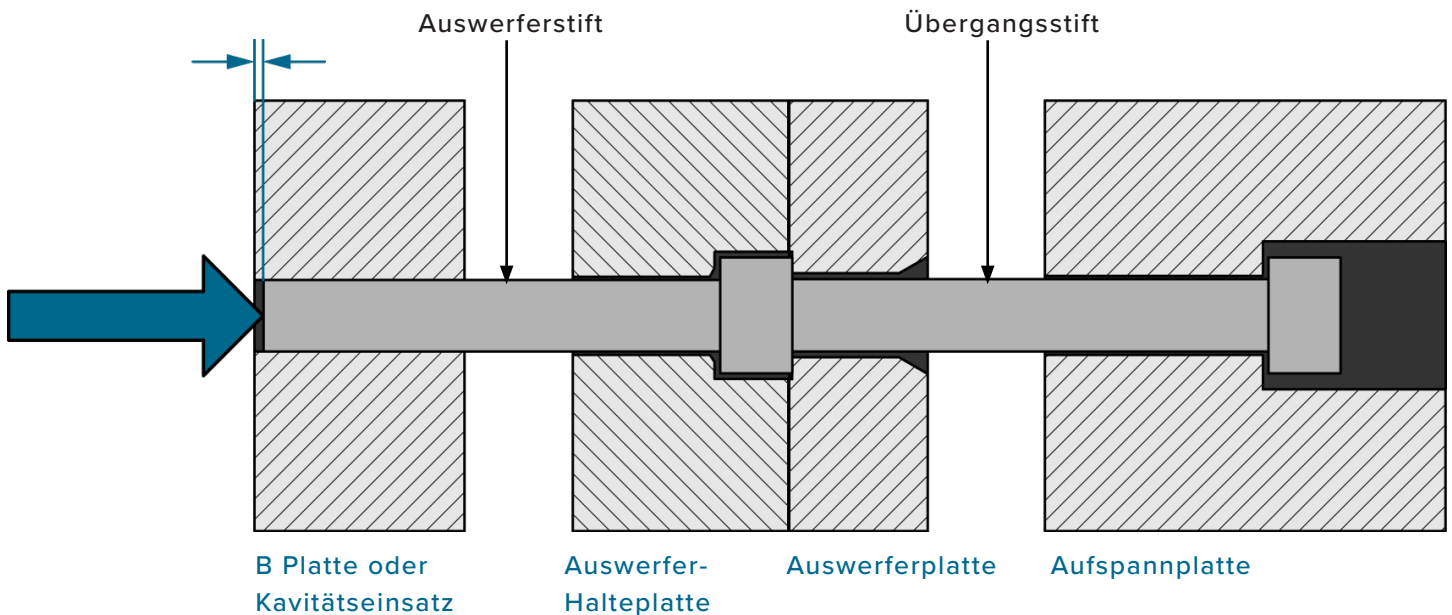 Auswerferstift
Übergangsstift
B Platte oder
Kavitätseinsatz
Auswerfer-
Halteplatte
Auswerferplatte
Aufspannplatte